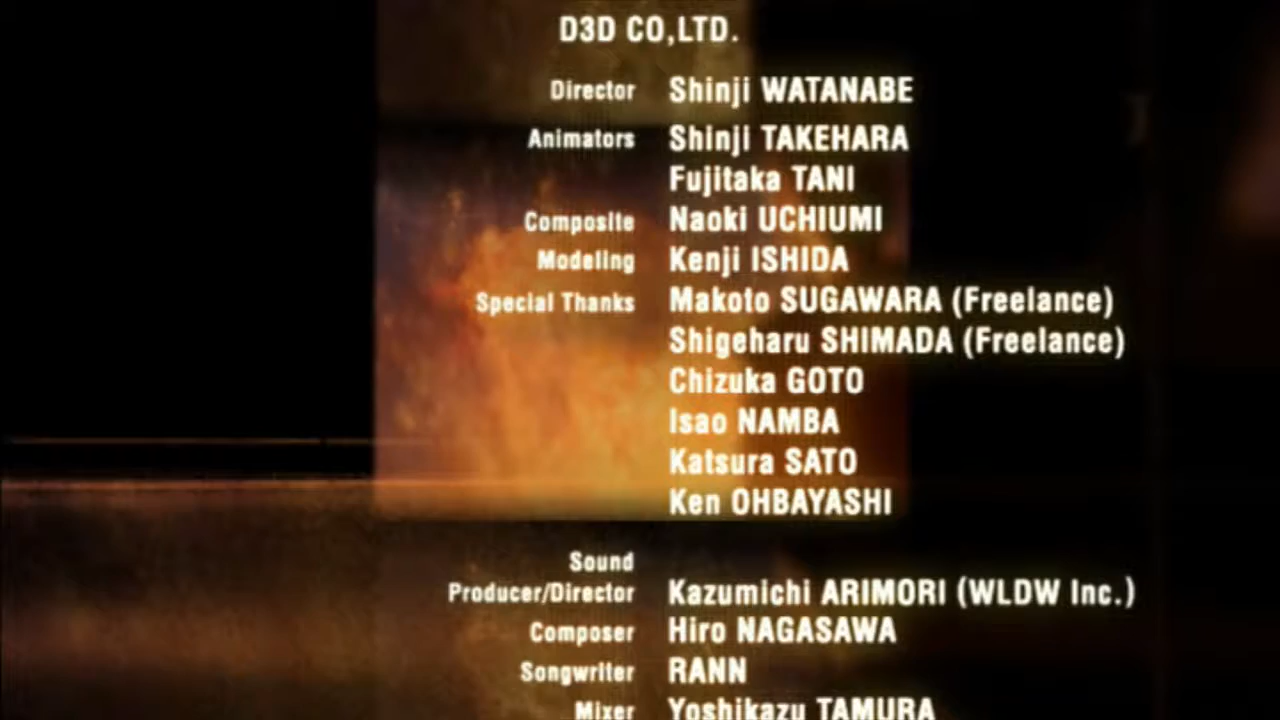 D3D CO,LTD.
Director Shinji WATANABE
Animators Shinji TAKEHARA
Fujitaka TANI
Composite Naoki UCHIUMI
Modeling Kenji ISHIDA
Special Thanks Makoto SUGAWARA (Freelance)
Shigeharu SHIMADA (Freelance)
Chizuka GOTO
Isao NAMBA
Katsura SATO
Ken OHBAYASHI
Sound
Producer/Director Kazumichi ARIMORI (WLDW Inc.)
Composer Hiro NAGASAWA
Songwriter RANN
Mixer Yoshikazu TAMURA